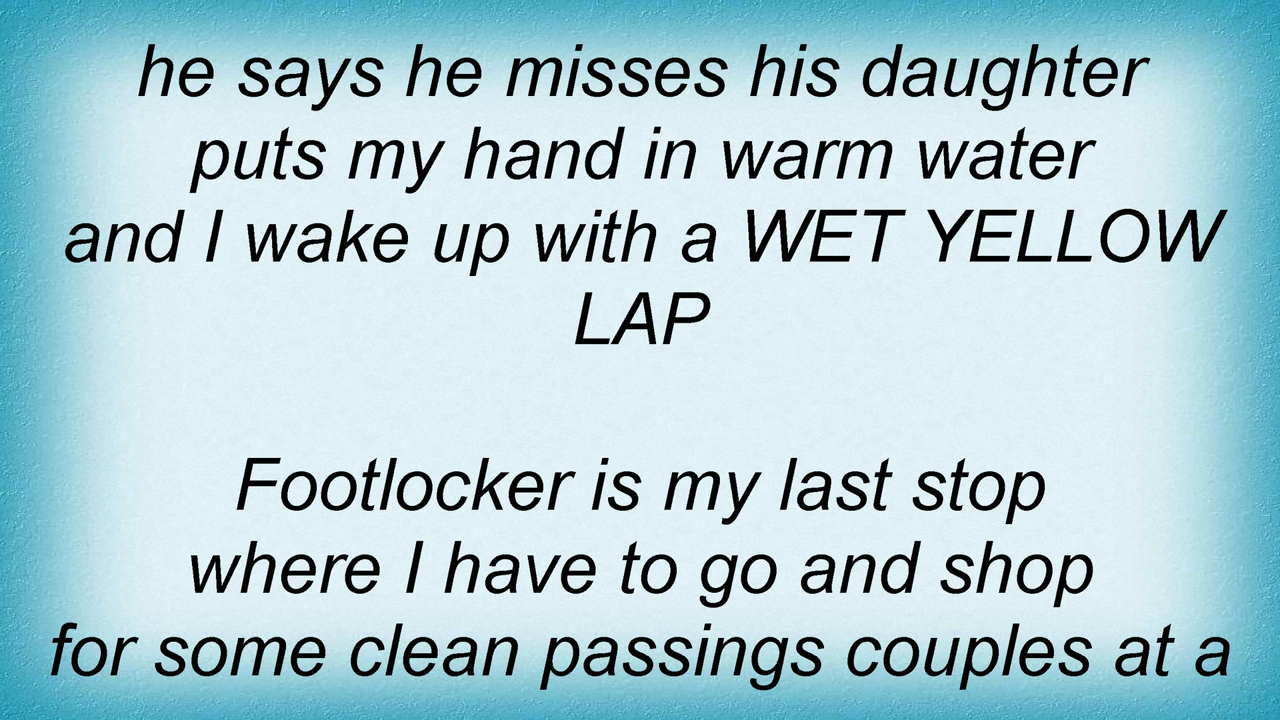 he says he misses his daughter
puts my hand in warm water
and I wake up with a WET YELLOW
LAP
Footlocker is my last stop
where I have to go and shop
for some clean passings couples at a